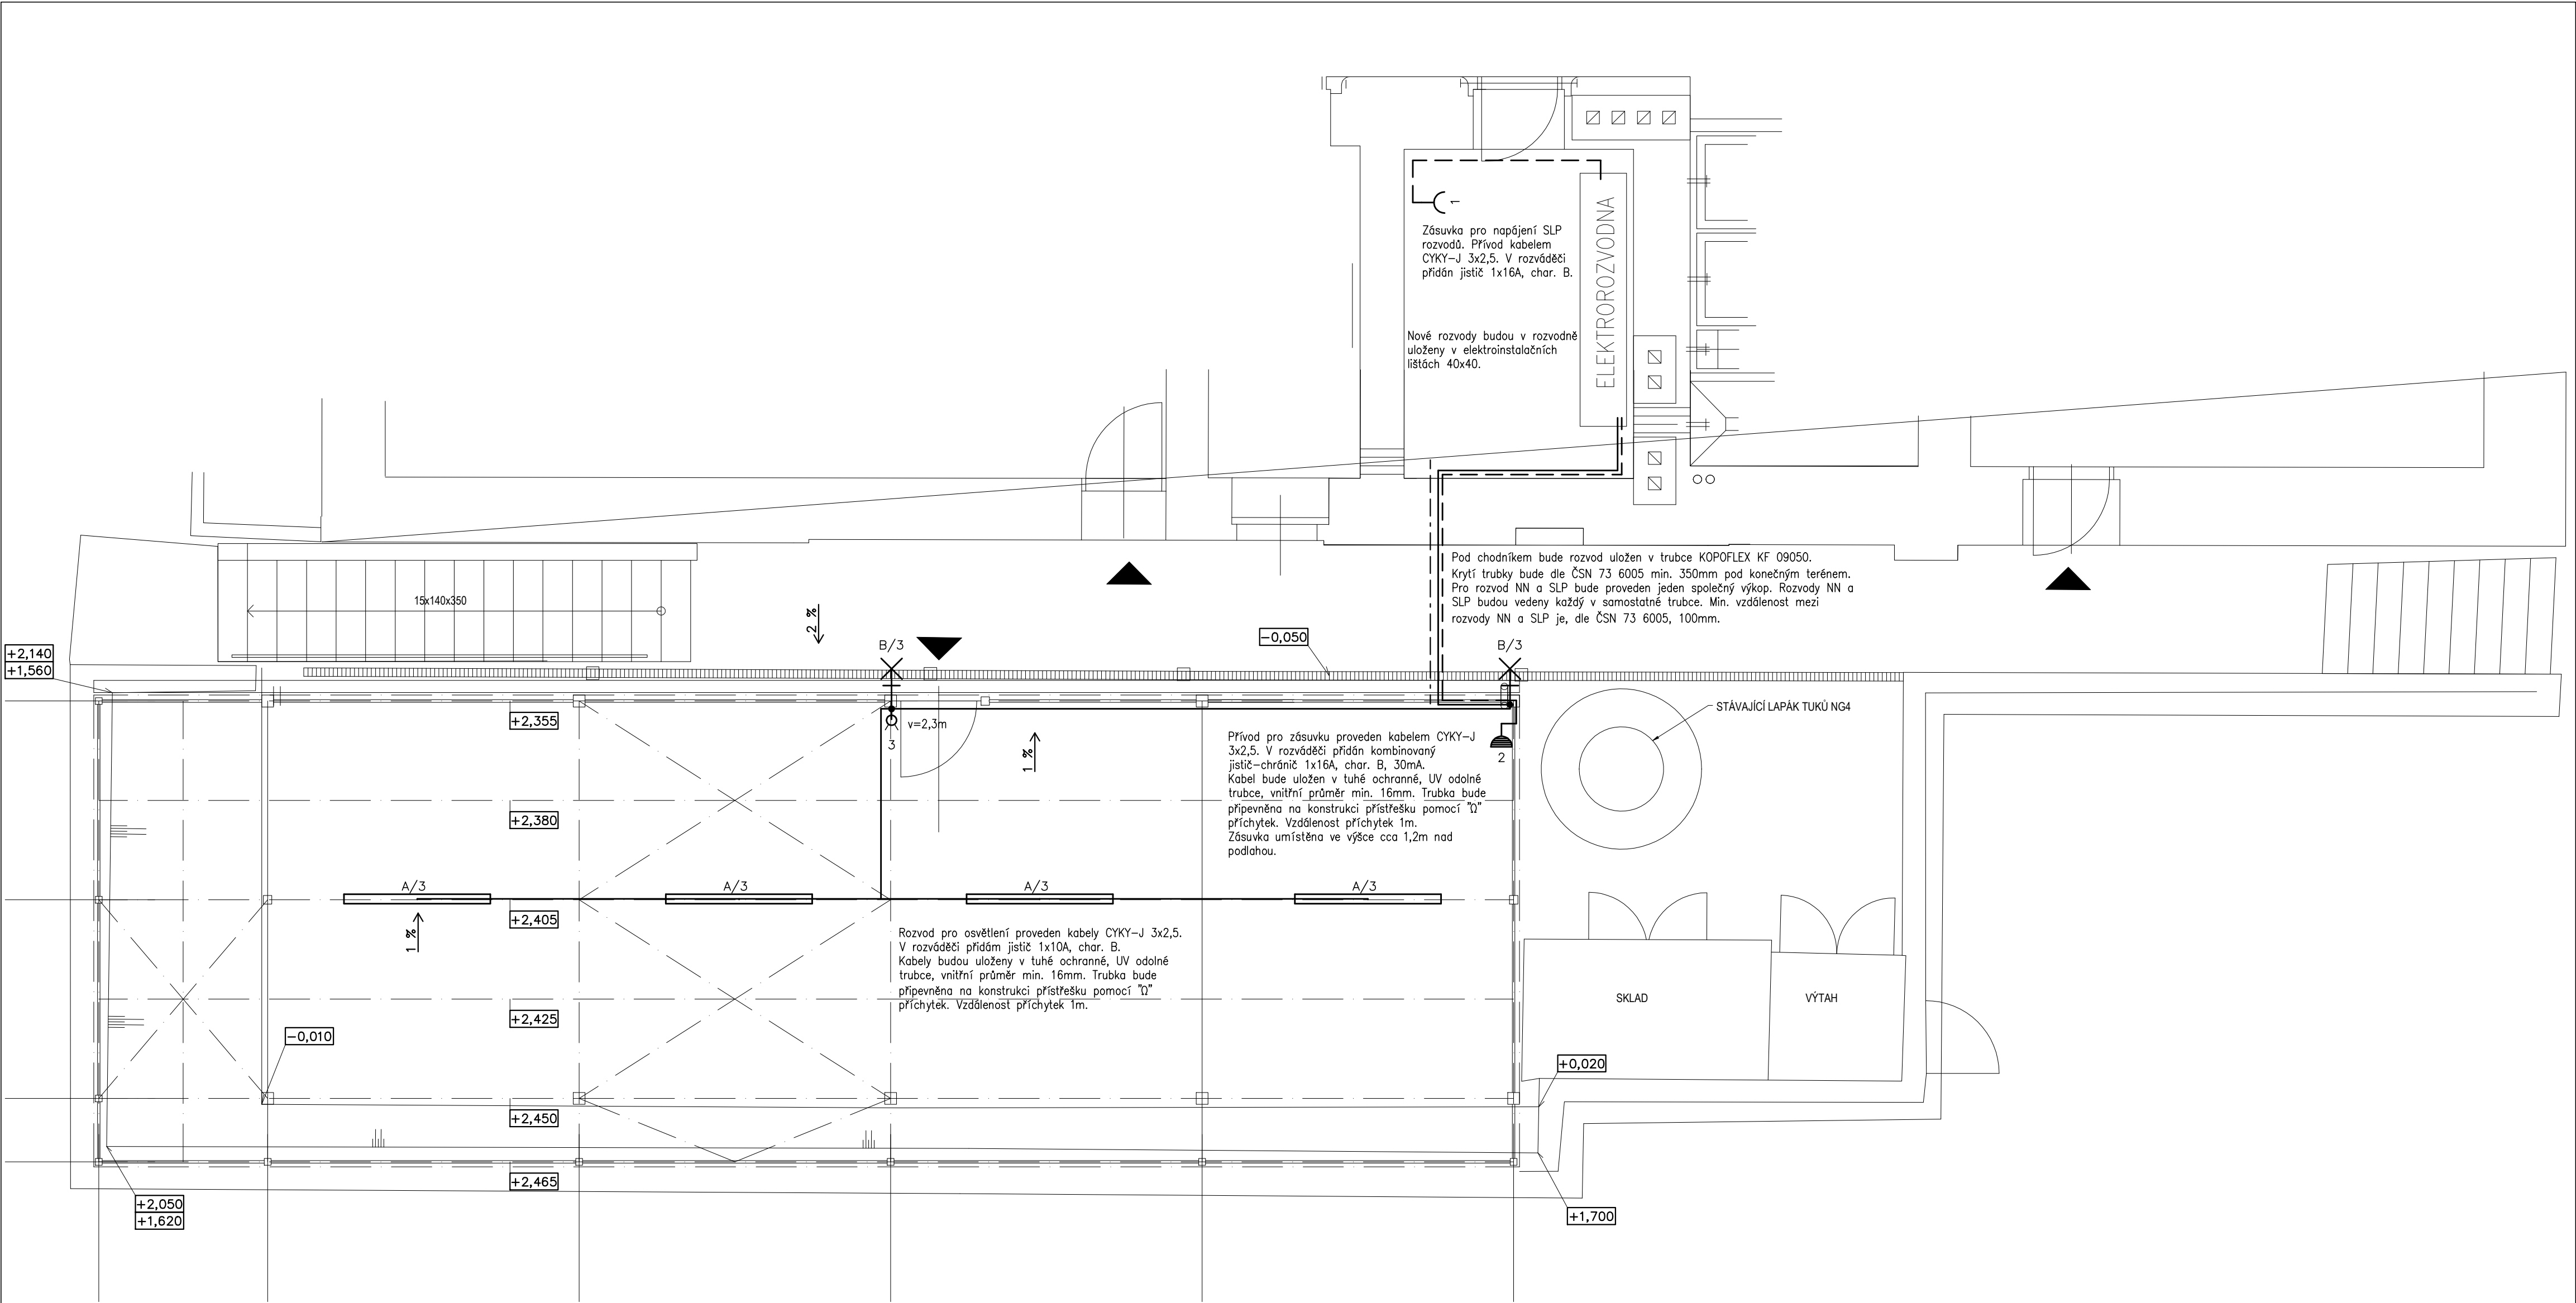 1
Zásuvka pro napájení SLP
rozvodů. Přívod kabelem
CYKY-J 3x2,5. V rozváděči
přidán jistič 1x16A, char. B.
ELEKTROROZVODNA
Nové rozvody budou v rozvodně
uloženy v elektroinstalačních
lištách 40x40.
Pod chodníkem bude rozvod uložen v trubce KOPOFLEX KF 09050.
Krytí trubky bude dle ČSN 73 6005 min. 350mm pod konečným terénem.
Pro rozvod NN a SLP bude proveden jeden společný výkop. Rozvody NN a
SLP budou vedeny každý v samostatné trubce. Min. vzdálenost mezi
rozvody NN a SLP je, dle ČSN 73 6005, 100mm.
15x140x350
2 %
-0,050
+2,140
+1,560
B/3
B/3
+2,355
v=2,3m
3
STÁVAJÍCÍ LAPÁK TUKŮ NG4
1 %
Přívod pro zásuvku proveden kabelem CYKY-J
3x2,5. V rozváděči přidán kombinovaný
jistič-chránič 1x16A, char. B, 30mA.
Kabel bude uložen v tuhé ochranné, UV odolné
trubce, vnitřní průměr min. 16mm. Trubka bude
připevněna na konstrukci přístřešku pomocí "Ω"
příchytek. Vzdálenost příchytek 1m.
Zásuvka umístěna ve výšce cca 1,2m nad
podlahou.
2
+2,380
A/3
A/3
A/3
A/3
+2,405
1 %
Rozvod pro osvětlení proveden kabely CYKY-J 3x2,5.
V rozváděči přidám jistič 1x10A, char. B.
Kabely budou uloženy v tuhé ochranné, UV odolné
trubce, vnitřní průměr min. 16mm. Trubka bude
připevněna na konstrukci přístřešku pomocí "Ω"
příchytek. Vzdálenost příchytek 1m.
SKLAD
VÝTAH
+2,425
-0,010
+0,020
+2,450
+2,465
+2,050
+1,620
+1,700